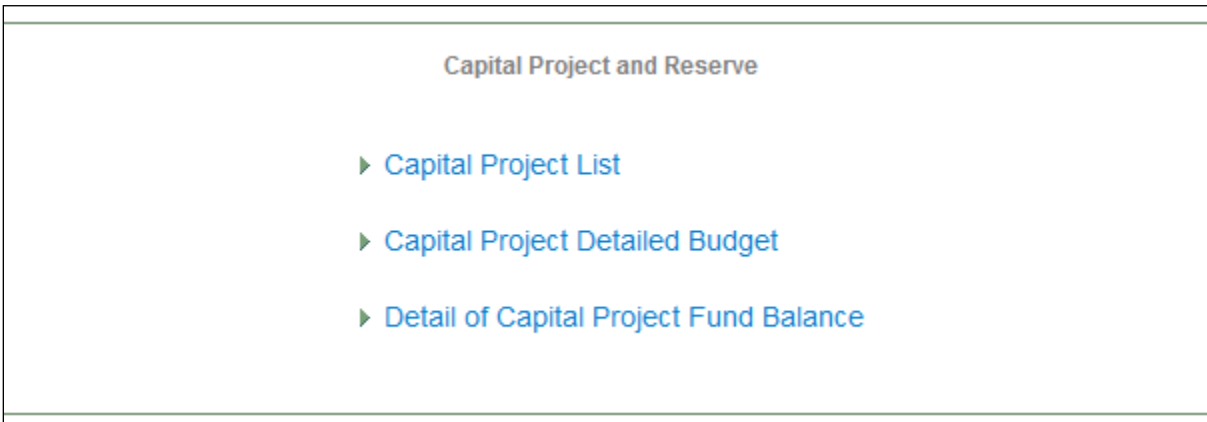 Capital Project and Reserve
Capital Project List
Capital Project Detailed Budget
Detail of Capital Project Fund Balance